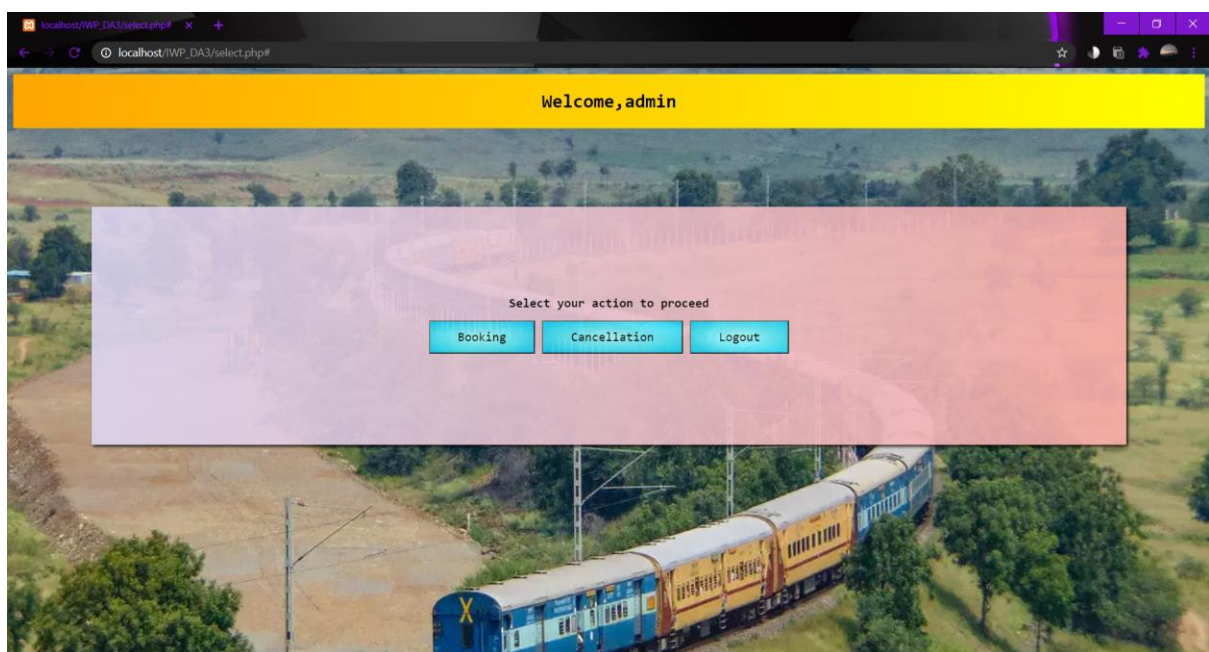 localhost/IWP_DA3/select.php#
localhost/IWP_DA3/select.php#
Welcome,admin
Select your action to proceed
Booking Cancellation Logout
X